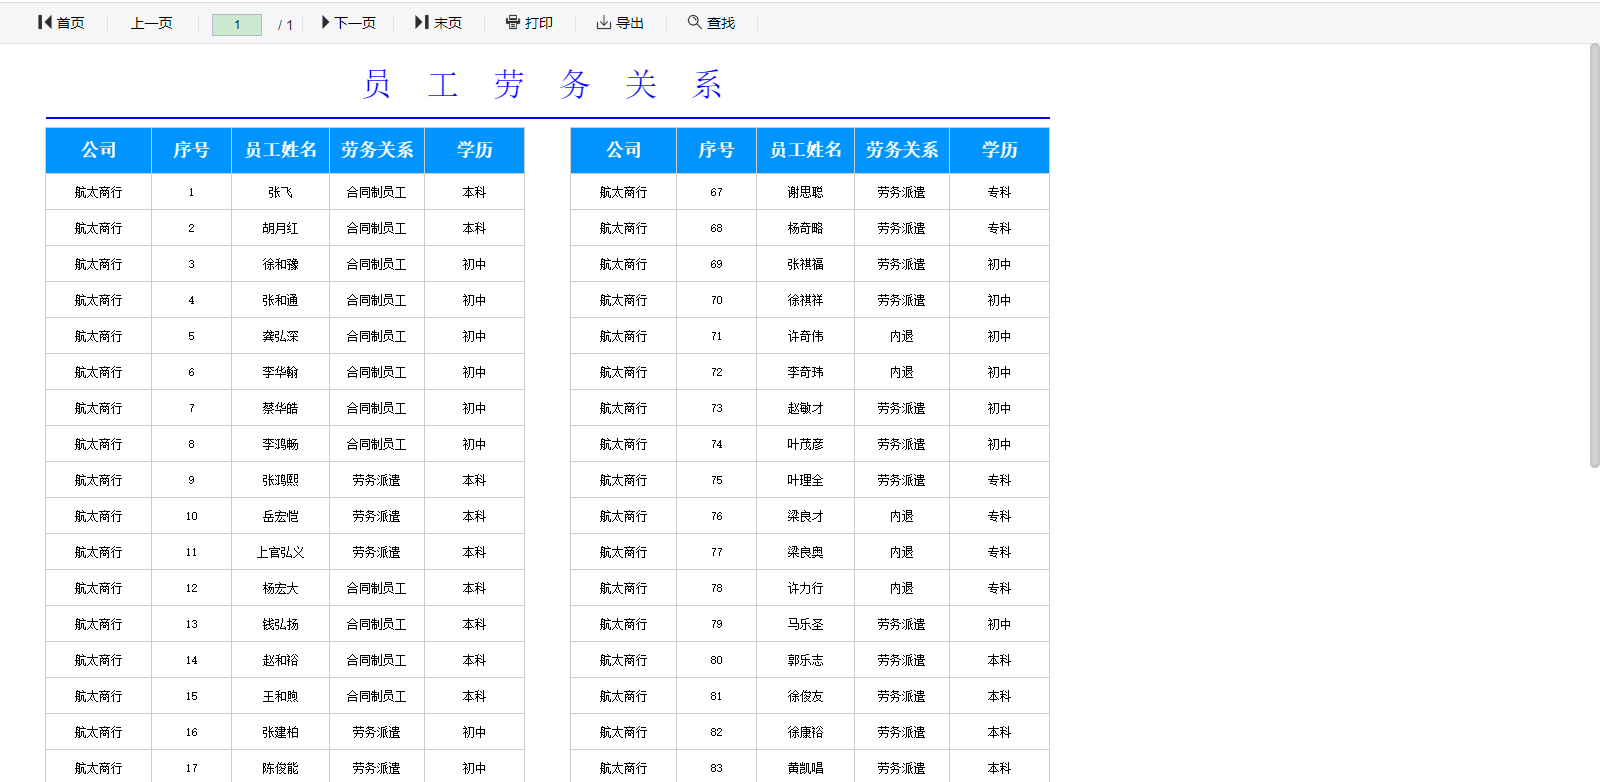 首页 上一页 1 / 1 下一页 末页 打印 导出 查找
员工劳务关系
公司 序号 员工姓名 劳务关系 学历 公司 序号 员工姓名 劳务关系 学历
航太商行 1 张飞 合同制员工 本科 航太商行 67 谢思聪 劳务派遣 专科
航太商行 2 胡月红 合同制员工 本科 航太商行 68 杨奇略 劳务派遣 专科
航太商行 3 徐和豫 合同制员工 初中 航太商行 69 张祺福 劳务派遣 初中
航太商行 4 张和通 合同制员工 初中 航太商行 70 徐祺祥 劳务派遣 初中
航太商行 5 龚弘深 合同制员工 初中 航太商行 71 许奇伟 内退 初中
航太商行 6 李华翰 合同制员工 初中 航太商行 72 李奇玮 内退 初中
航太商行 7 蔡华皓 合同制员工 初中 航太商行 73 赵敏才 劳务派遣 初中
航太商行 8 李鸿畅 合同制员工 初中 航太商行 74 叶茂彦 劳务派遣 初中
航太商行 9 张鸿熙 劳务派遣 本科 航太商行 75 叶理全 劳务派遣 专科
航太商行 10 岳宏恺 劳务派遣 本科 航太商行 76 梁良才 内退 专科
航太商行 11 上官弘义 劳务派遣 本科 航太商行 77 梁良奥 内退 专科
航太商行 12 杨宏大 合同制员工 本科 航太商行 78 许力行 内退 专科
航太商行 13 钱弘扬 合同制员工 本科 航太商行 79 马乐圣 劳务派遣 初中
航太商行 14 赵和裕 合同制员工 本科 航太商行 80 郭乐志 劳务派遣 本科
航太商行 15 王和煦 合同制员工 本科 航太商行 81 徐俊友 劳务派遣 本科
航太商行 16 张建柏 劳务派遣 初中 航太商行 82 徐康裕 劳务派遣 本科
航太商行 17 陈俊能 劳务派遣 初中 航太商行 83 黄凯唱 劳务派遣 本科